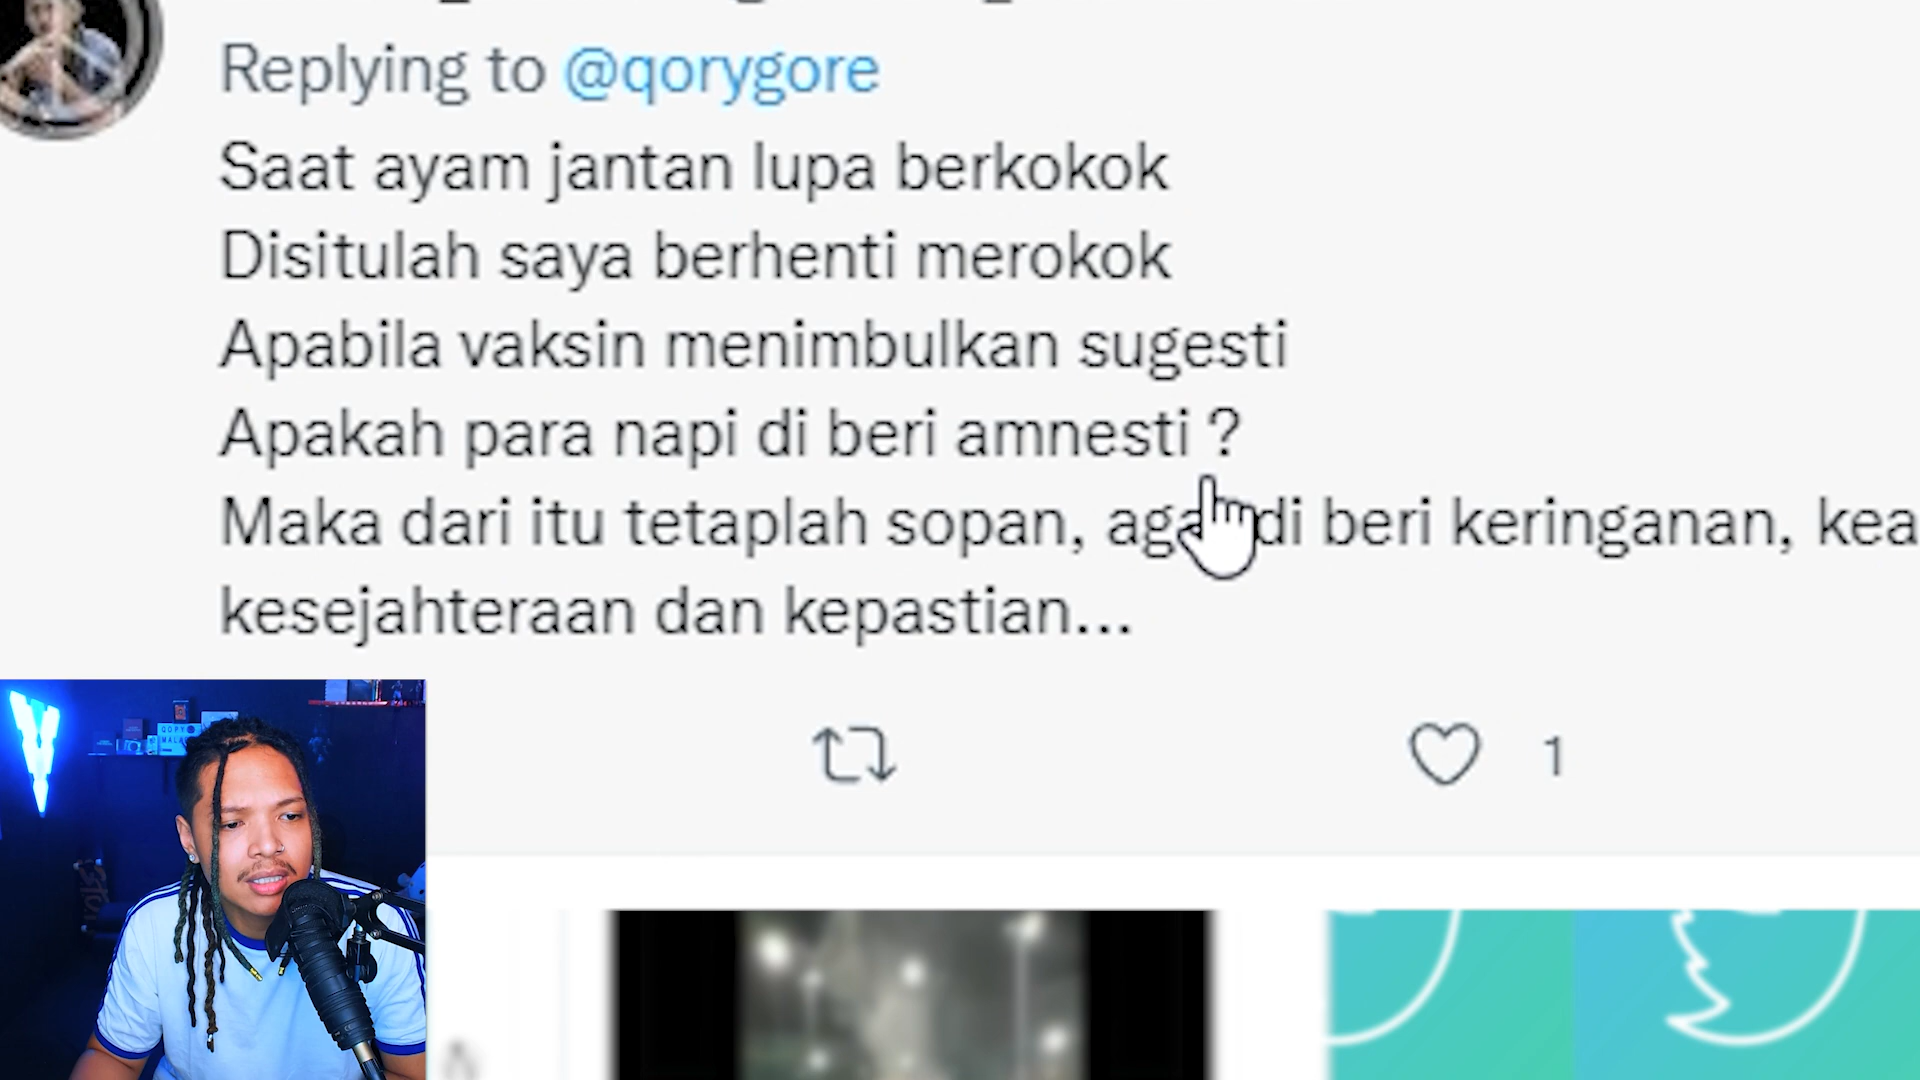 Replying to @qorygore
Saat ayam jantan lupa berkokok
Disitulah saya berhenti merokok
Apabila vaksin menimbulkan sugesti
Apakah para napi di beri amnesti ?
Maka dari itu tetaplah sopan, di beri keringanan,
kesejahteraan dan kepastian...
1